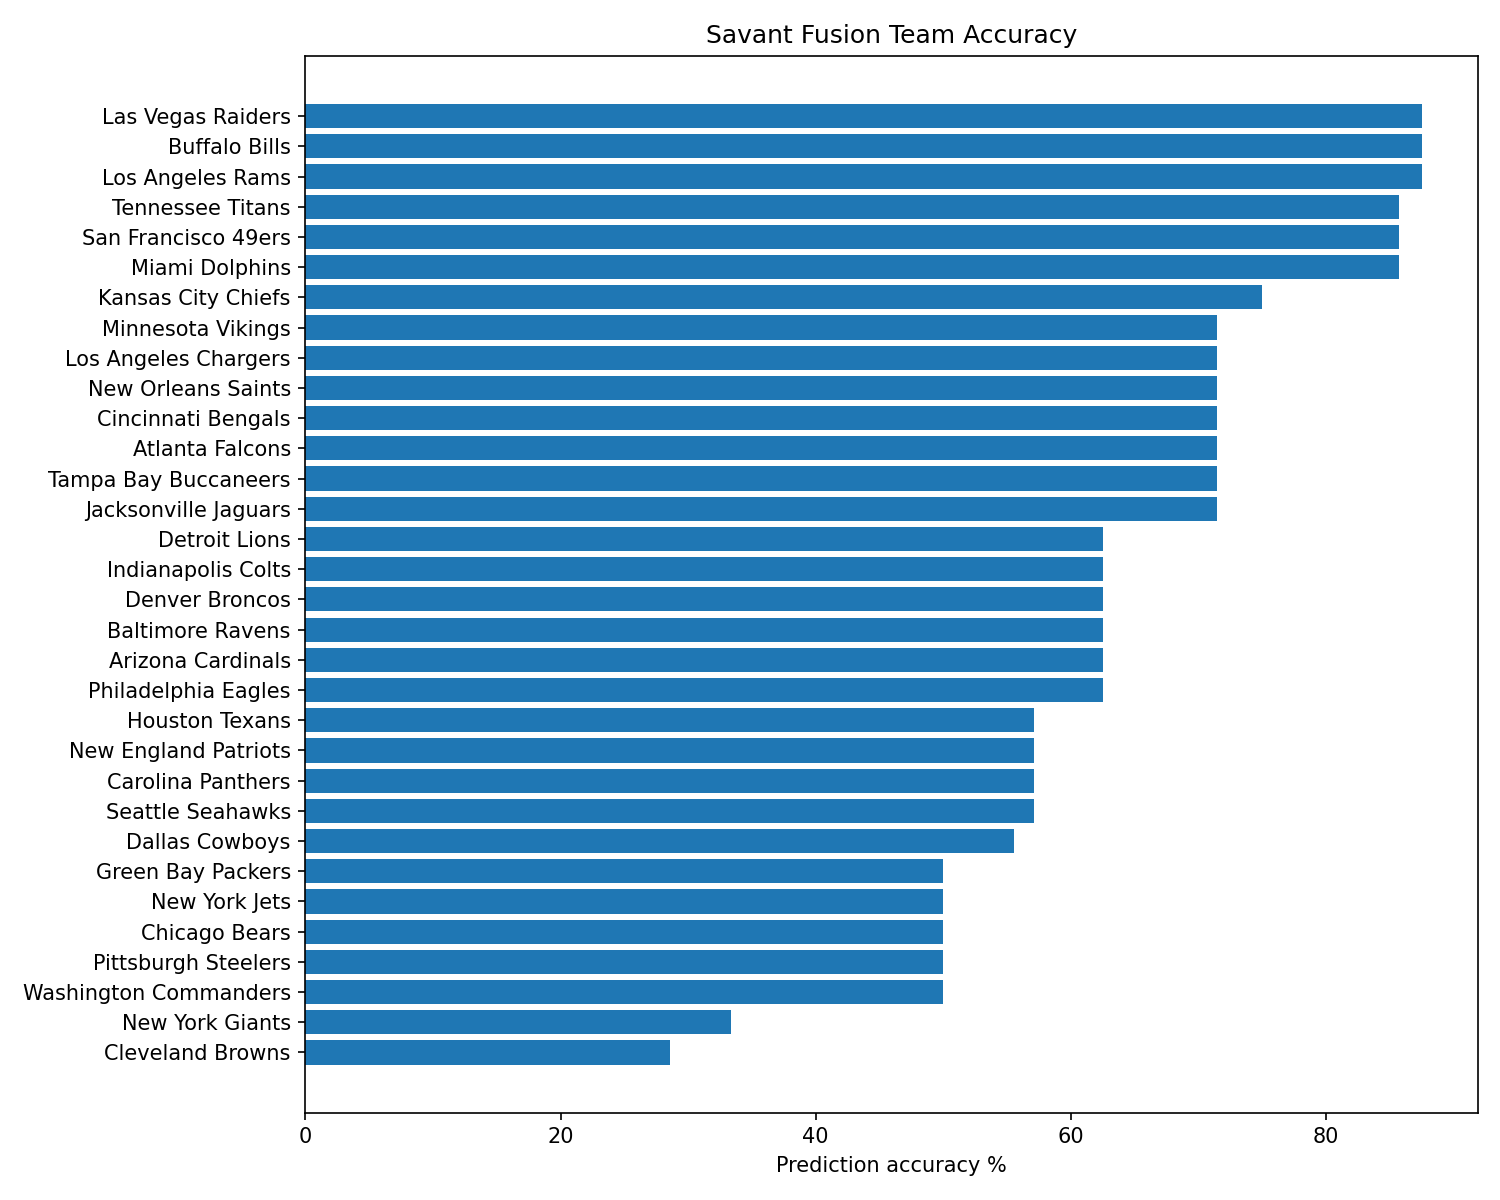 Savant Fusion Team Accuracy
Las Vegas Raiders
Buffalo Bills
Los Angeles Rams
Tennessee Titans
San Francisco 49ers
Miami Dolphins
Kansas City Chiefs
Minnesota Vikings
Los Angeles Chargers
New Orleans Saints
Cincinnati Bengals
Atlanta Falcons
Tampa Bay Buccaneers
Jacksonville Jaguars
Detroit Lions
Indianapolis Colts
Denver Broncos
Baltimore Ravens
Arizona Cardinals
Philadelphia Eagles
Houston Texans
New England Patriots
Carolina Panthers
Seattle Seahawks
Dallas Cowboys
Green Bay Packers
New York Jets
Chicago Bears
Pittsburgh Steelers
Washington Commanders
New York Giants
Cleveland Browns
0 20 40 60 80
Prediction accuracy %